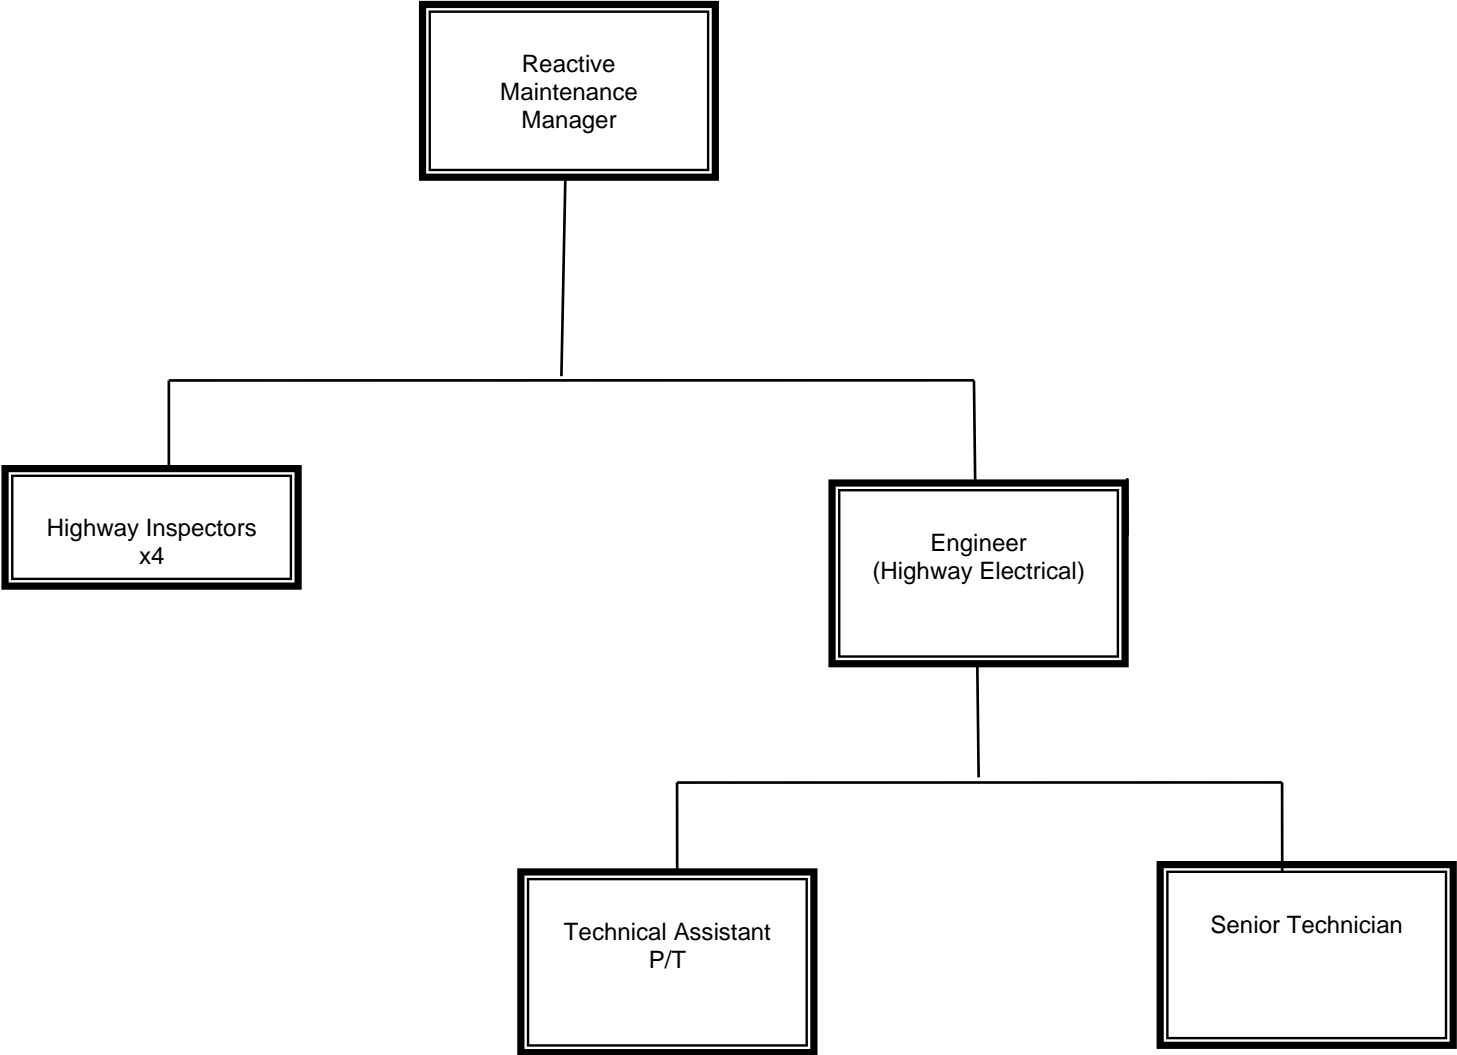 Reactive
Maintenance
Manager
Highway Inspectors
x4
Engineer
(Highway Electrical)
Technical Assistant
P/T
Senior Technician